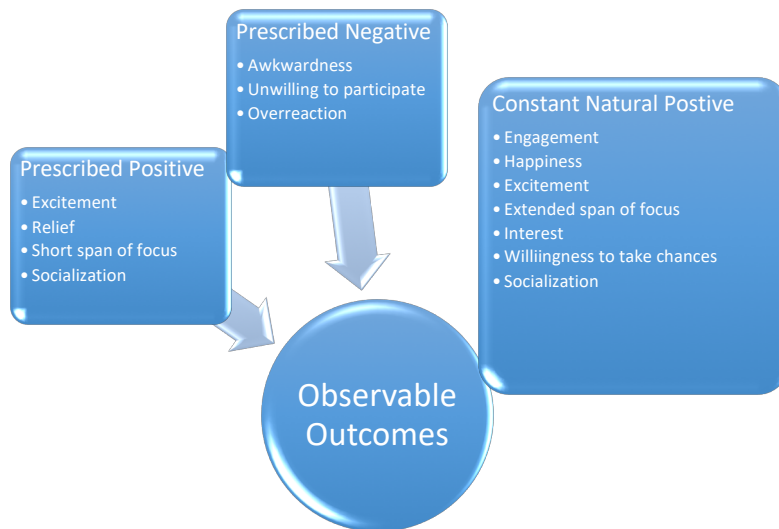 Prescribed Negative
• Awkwardness
• Unwilling to participate
• Overreaction
Constant Natural Postive
• Engagement
• Happiness
• Excitement
• Extended span of focus
• Interest
• Williingness to take chances
• Socialization
Prescribed Positive
• Excitement
• Relief
• Short span of focus
• Socialization
Observable
Outcomes